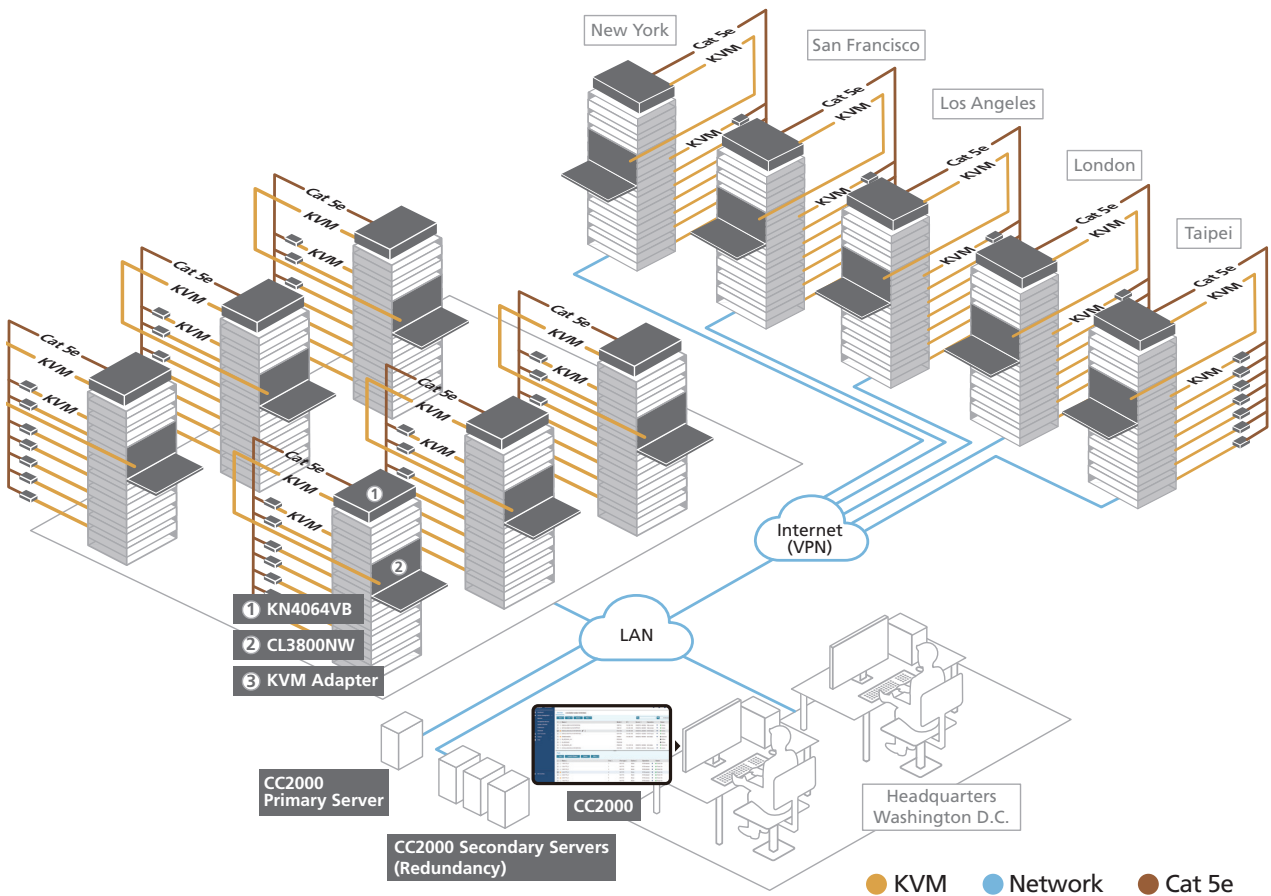 New York
San Francisco
Los Angeles
London
Taipei
Cat 5e
KVM
KVM
Cat 5e
KVM
KVM
Cat 5e
KVM
KVM
Cat 5e
KVM
KVM
Cat 5e
KVM
KVM
Cat 5e
KVM
KVM
Cat 5e
KVM
KVM
Cat 5e
KVM
KVM
Cat 5e
KVM
KVM
Cat 5e
KVM
KVM
Cat 5e
KVM
KVM
1
2
① KN4064VB
② CL3800NW
③ KVM Adapter
Internet
(VPN)
LAN
CC2000
Primary Server
CC2000 Secondary Servers
(Redundancy)
CC2000
Headquarters
Washington D.C.
KVM
Network
Cat 5e